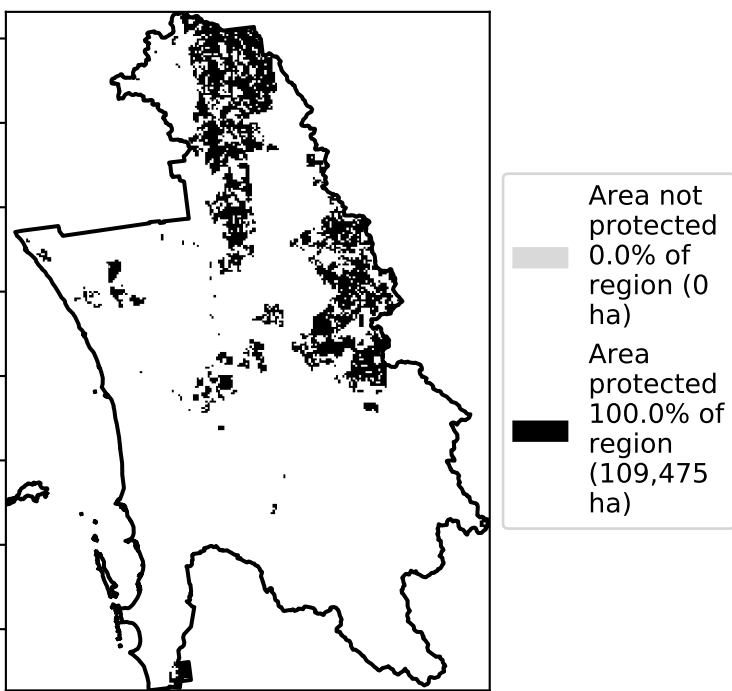 Area not
protected
0.0% of
region (0
ha)
Area
protected
100.0% of
region
(109,475
ha)